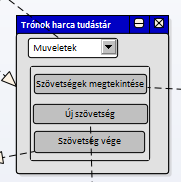 Trónok harca tudástár
Muveletek
Szövetségek megtekintése
Új szövetség
Szövetség vége